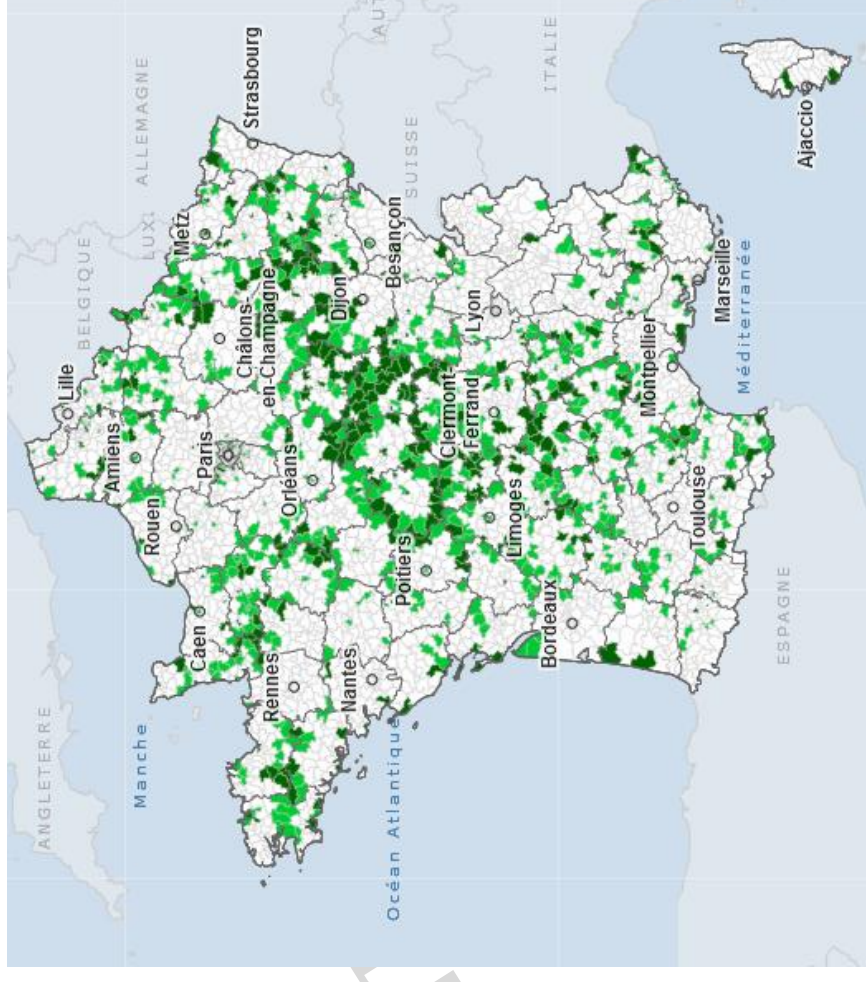 ANGLETERRE
Lille
BELGIQUE
Amiens
Manche
LUX. ALLEMAGNE
Rouen
Metz
Caen
Paris
Châlons-
en-Champagne
Strasbourg
Rennes
Orléans
Dijon
Nantes
AUT
Océan Atlantique
Besançon
Poitiers
SUISSE
Clermont-
Ferrand
Lyon
Limoges
Bordeaux
ITALIE
Montpellier
Toulouse
Marseille
Méditerranée
ESPAGNE
Ajaccio